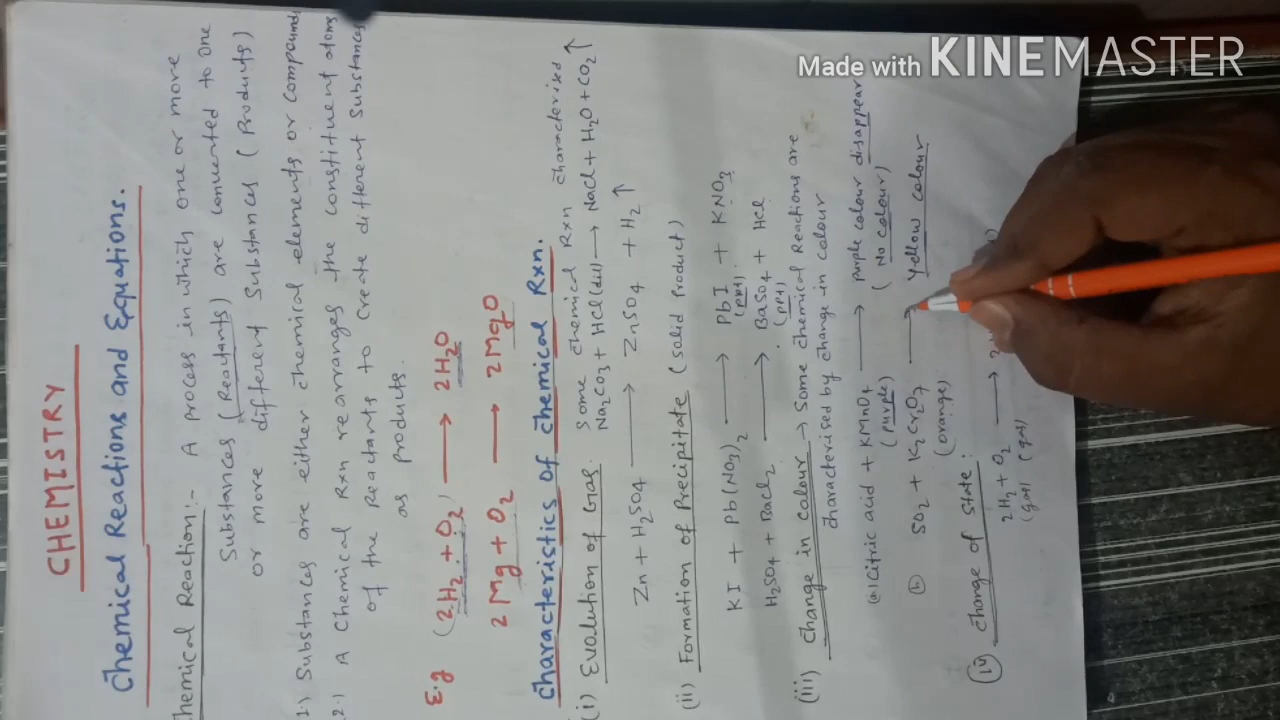 Made with KINEMASTER
CHEMISTRY
Chemical Reactions and Equations.
Chemical Reaction:- A process in which one or more
Substances (Reactants) are converted to one
or more different Substances (Products)
1.) Substances are either chemical elements or compounds
2.) A Chemical Rxn rearranges the constituent atoms
of the Reactants to Create different Substances
as products.
E.g (2H2 + O2) ⟶ 2H2O
2Mg + O2 ⟶ 2MgO
Characteristics of chemical Rxn.
(i) Evolution of Gas. Some chemical Rxn characterised
Na2CO3 + HCl(dil) ⟶ NaCl + H2O + CO2 ↑
Zn + H2SO4 ⟶ ZnSO4 + H2 ↑
(ii) Formation of Precipitate (Solid Product)
KI + Pb(NO3)2 ⟶ PbI + KNO3
(PPt)
H2SO4 + BaCl2 ⟶ BaSO4 + HCl
(PPt)
(iii) Change in colour → Some chemical Reactions are
characterised by change in colour
(a) Citric acid + KMnO4 ⟶ purple colour disappear
(purple) (No colour)
(b) SO2 + K2Cr2O7 ⟶ Yellow colour
(orange)
(iv) Change of State:
2H2 + O2 ⟶
(gas) (gas)